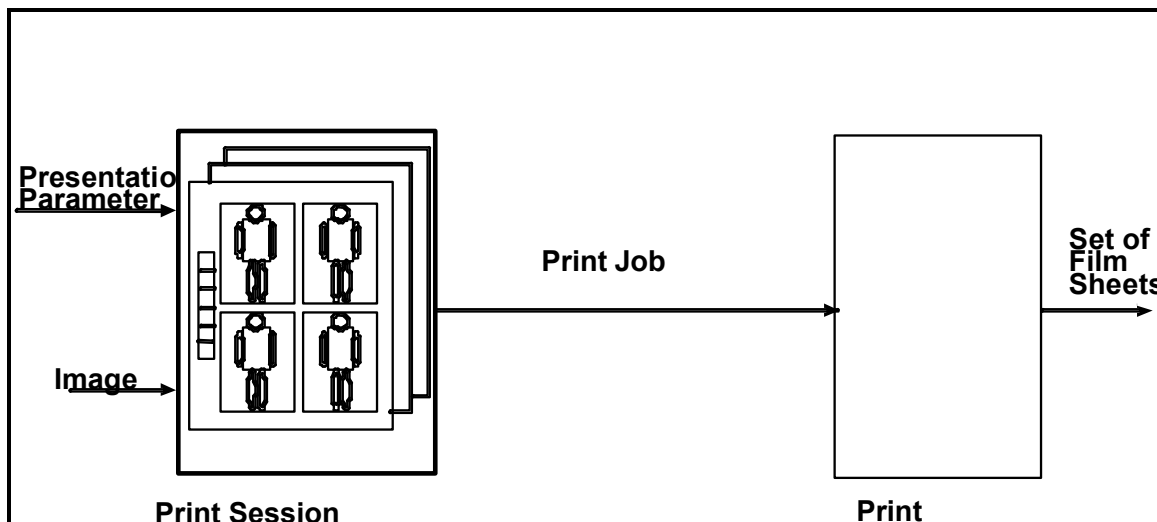 Presentatio
Parameter
Print Job
Set of
Film
Sheets
Image
Print Session
Print